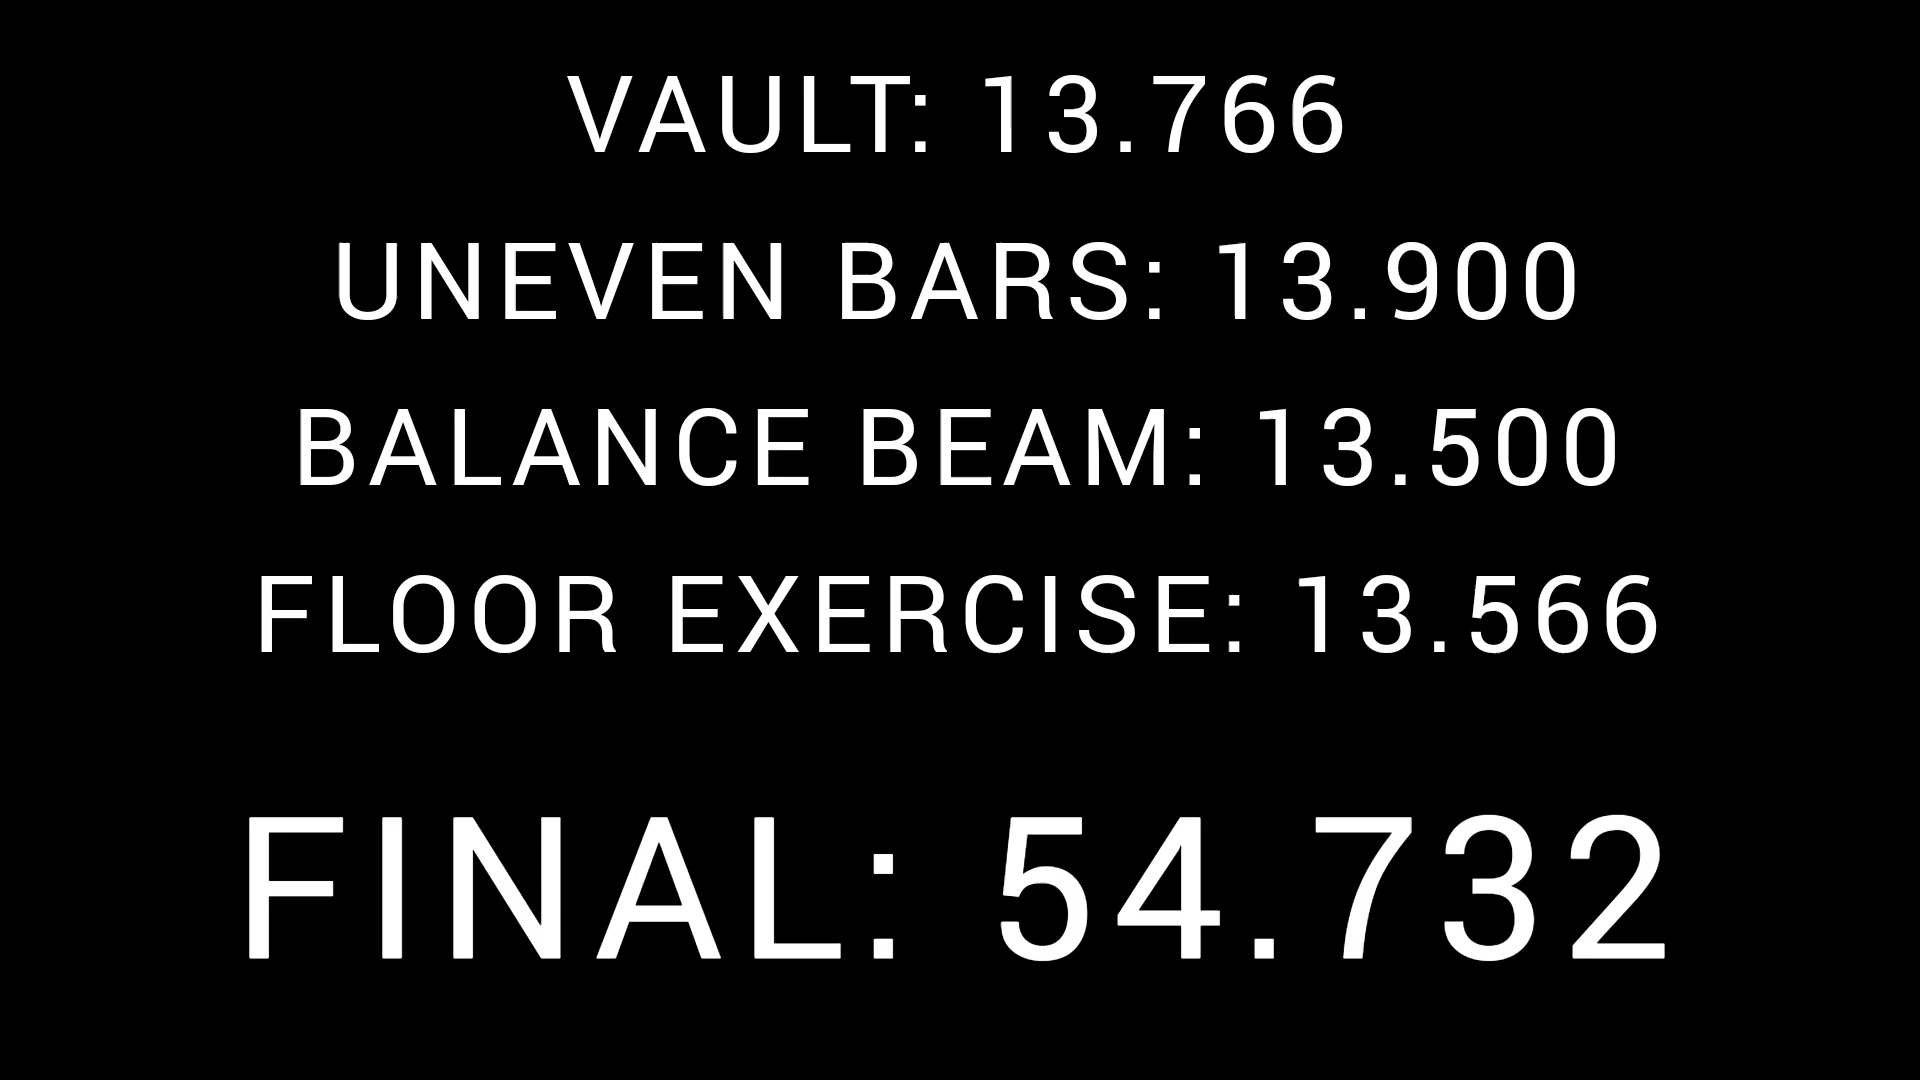 VAULT: 13.766
UNEVEN BARS: 13.900
BALANCE BEAM: 13.500
FLOOR EXERCISE: 13.566
FINAL: 54.732